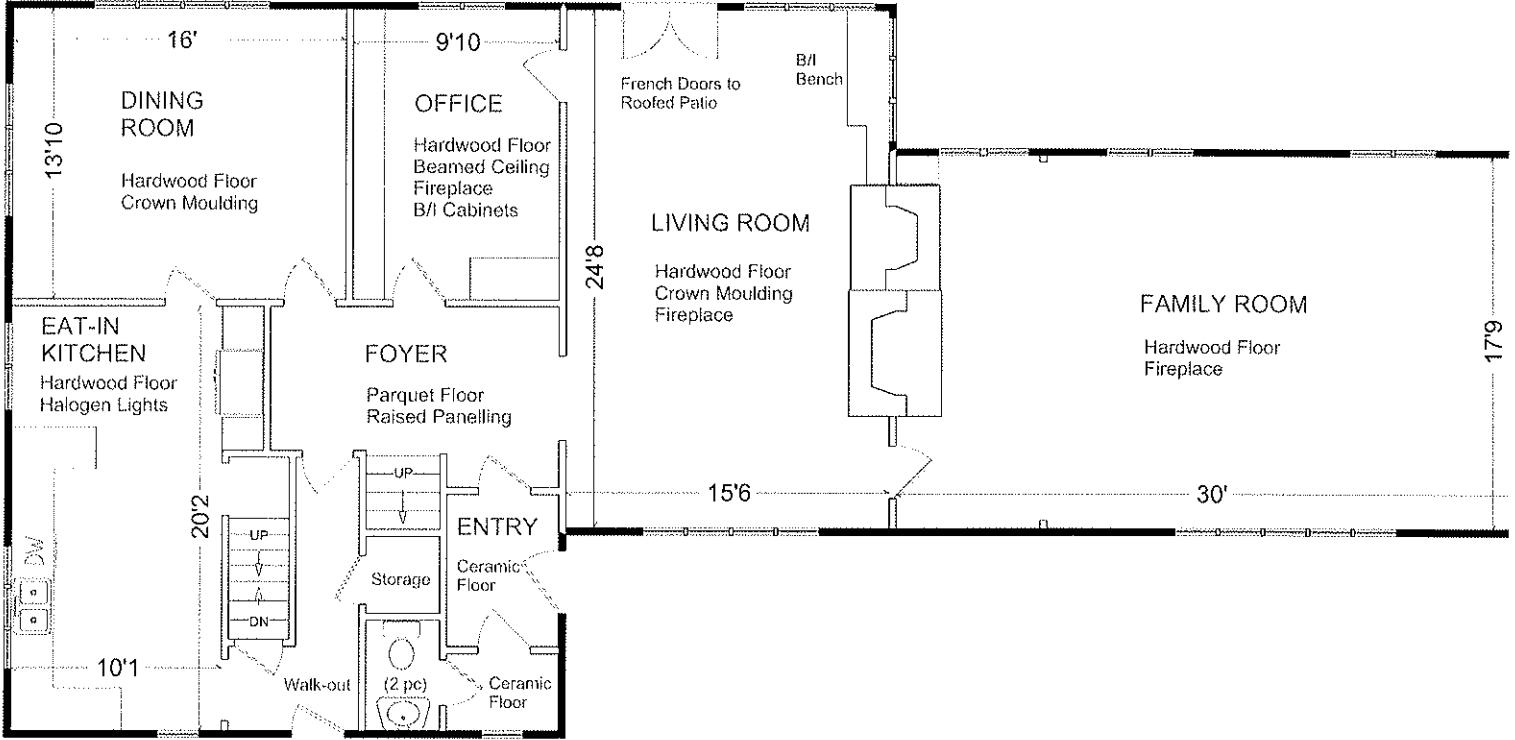 16'
9'10
DINING
ROOM
13'10
Hardwood Floor
Crown Moulding
OFFICE
Hardwood Floor
Beamed Ceiling
Fireplace
B/I Cabinets
French Doors to
Roofed Patio
B/I
Bench
24'8
LIVING ROOM
Hardwood Floor
Crown Moulding
Fireplace
15'6
FAMILY ROOM
Hardwood Floor
Fireplace
17'9
30'
EAT-IN
KITCHEN
Hardwood Floor
Halogen Lights
20'2
DW
10'1
FOYER
Parquet Floor
Raised Panelling
UP
UP
DN
ENTRY
Ceramic
Floor
Storage
Walk-out
(2 pc)
Ceramic
Floor